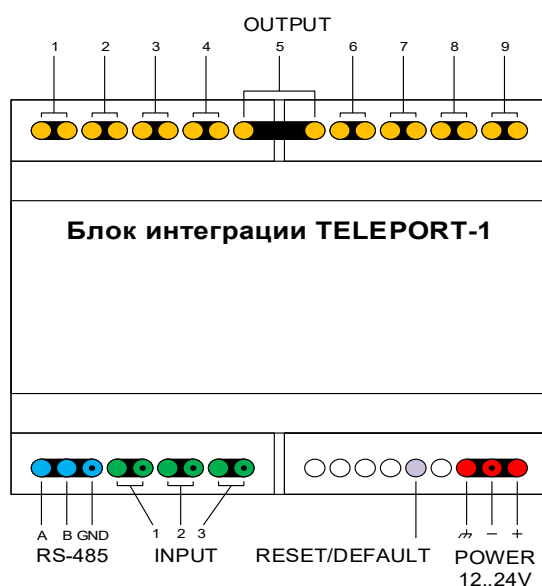 OUTPUT
1 2 3 4 5 6 7 8 9
Блок интеграции TELEPORT-1
A B GND 1 2 3 − +
RS-485 INPUT RESET/DEFAULT POWER
12..24V